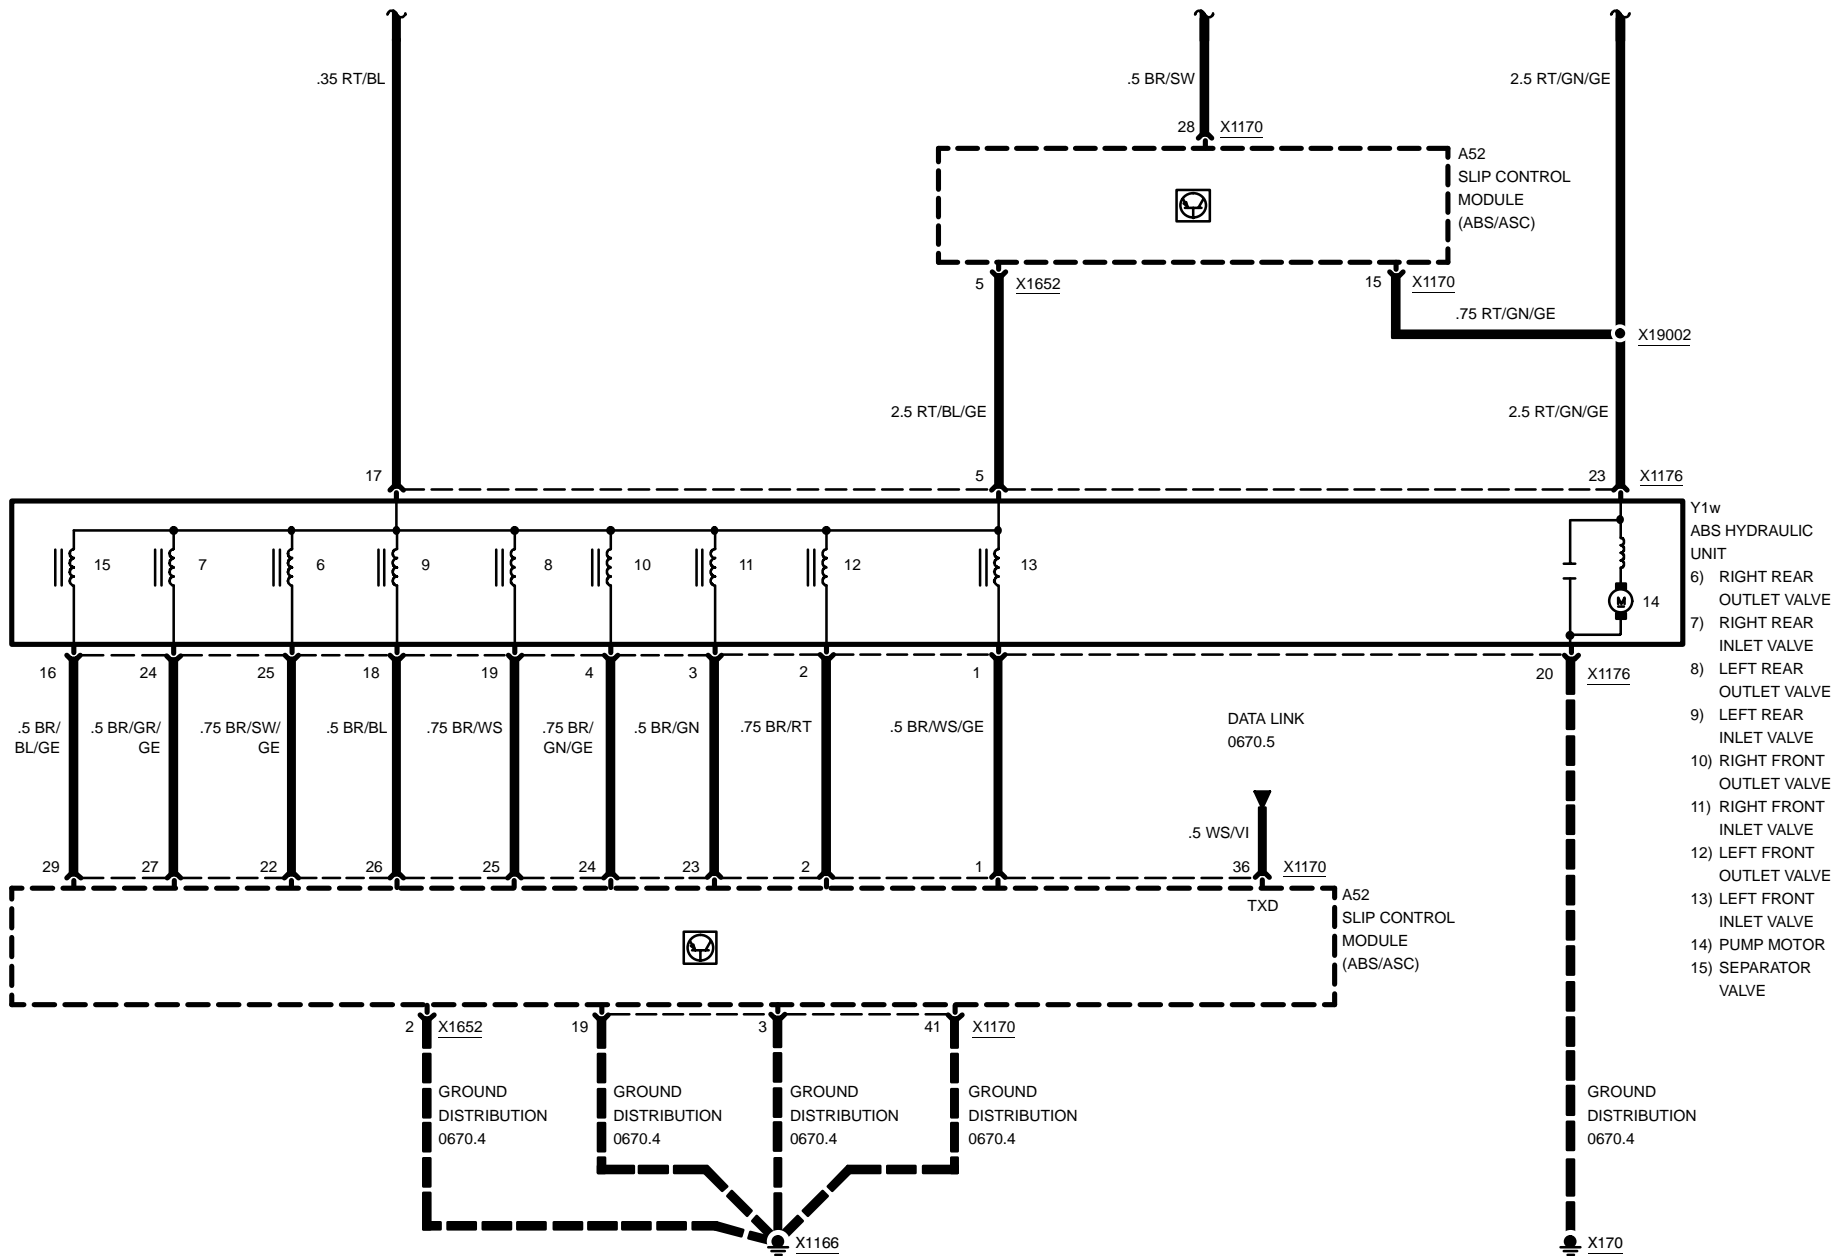 .35 RT/BL
.5 BR/SW
2.5 RT/GN/GE
28
X1170
A52
SLIP CONTROL
MODULE
(ABS/ASC)
5
X1652
15
X1170
.75 RT/GN/GE
X19002
2.5 RT/BL/GE
2.5 RT/GN/GE
17
5
23
X1176
15
7
6
9
8
10
11
12
13
M
14
Y1w
ABS HYDRAULIC
UNIT
6) RIGHT REAR
OUTLET VALVE
7) RIGHT REAR
INLET VALVE
8) LEFT REAR
OUTLET VALVE
9) LEFT REAR
INLET VALVE
10) RIGHT FRONT
OUTLET VALVE
11) RIGHT FRONT
INLET VALVE
12) LEFT FRONT
OUTLET VALVE
13) LEFT FRONT
INLET VALVE
14) PUMP MOTOR
15) SEPARATOR
VALVE
16
24
25
18
19
4
3
2
1
20
X1176
.5 BR/
BL/GE
.5 BR/GR/
GE
.75 BR/SW/
GE
.5 BR/BL
.75 BR/WS
.75 BR/
GN/GE
.5 BR/GN
.75 BR/RT
.5 BR/WS/GE
DATA LINK
0670.5
.5 WS/VI
29
27
22
26
25
24
23
2
1
36
X1170
TXD
A52
SLIP CONTROL
MODULE
(ABS/ASC)
2
X1652
19
3
41
X1170
GROUND
DISTRIBUTION
0670.4
GROUND
DISTRIBUTION
0670.4
GROUND
DISTRIBUTION
0670.4
GROUND
DISTRIBUTION
0670.4
GROUND
DISTRIBUTION
0670.4
X1166
X170